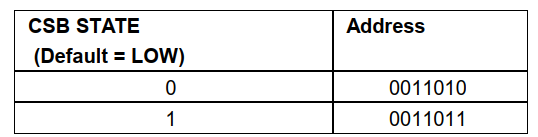 CSB STATE Address
(Default = LOW)
0 0011010
1 0011011